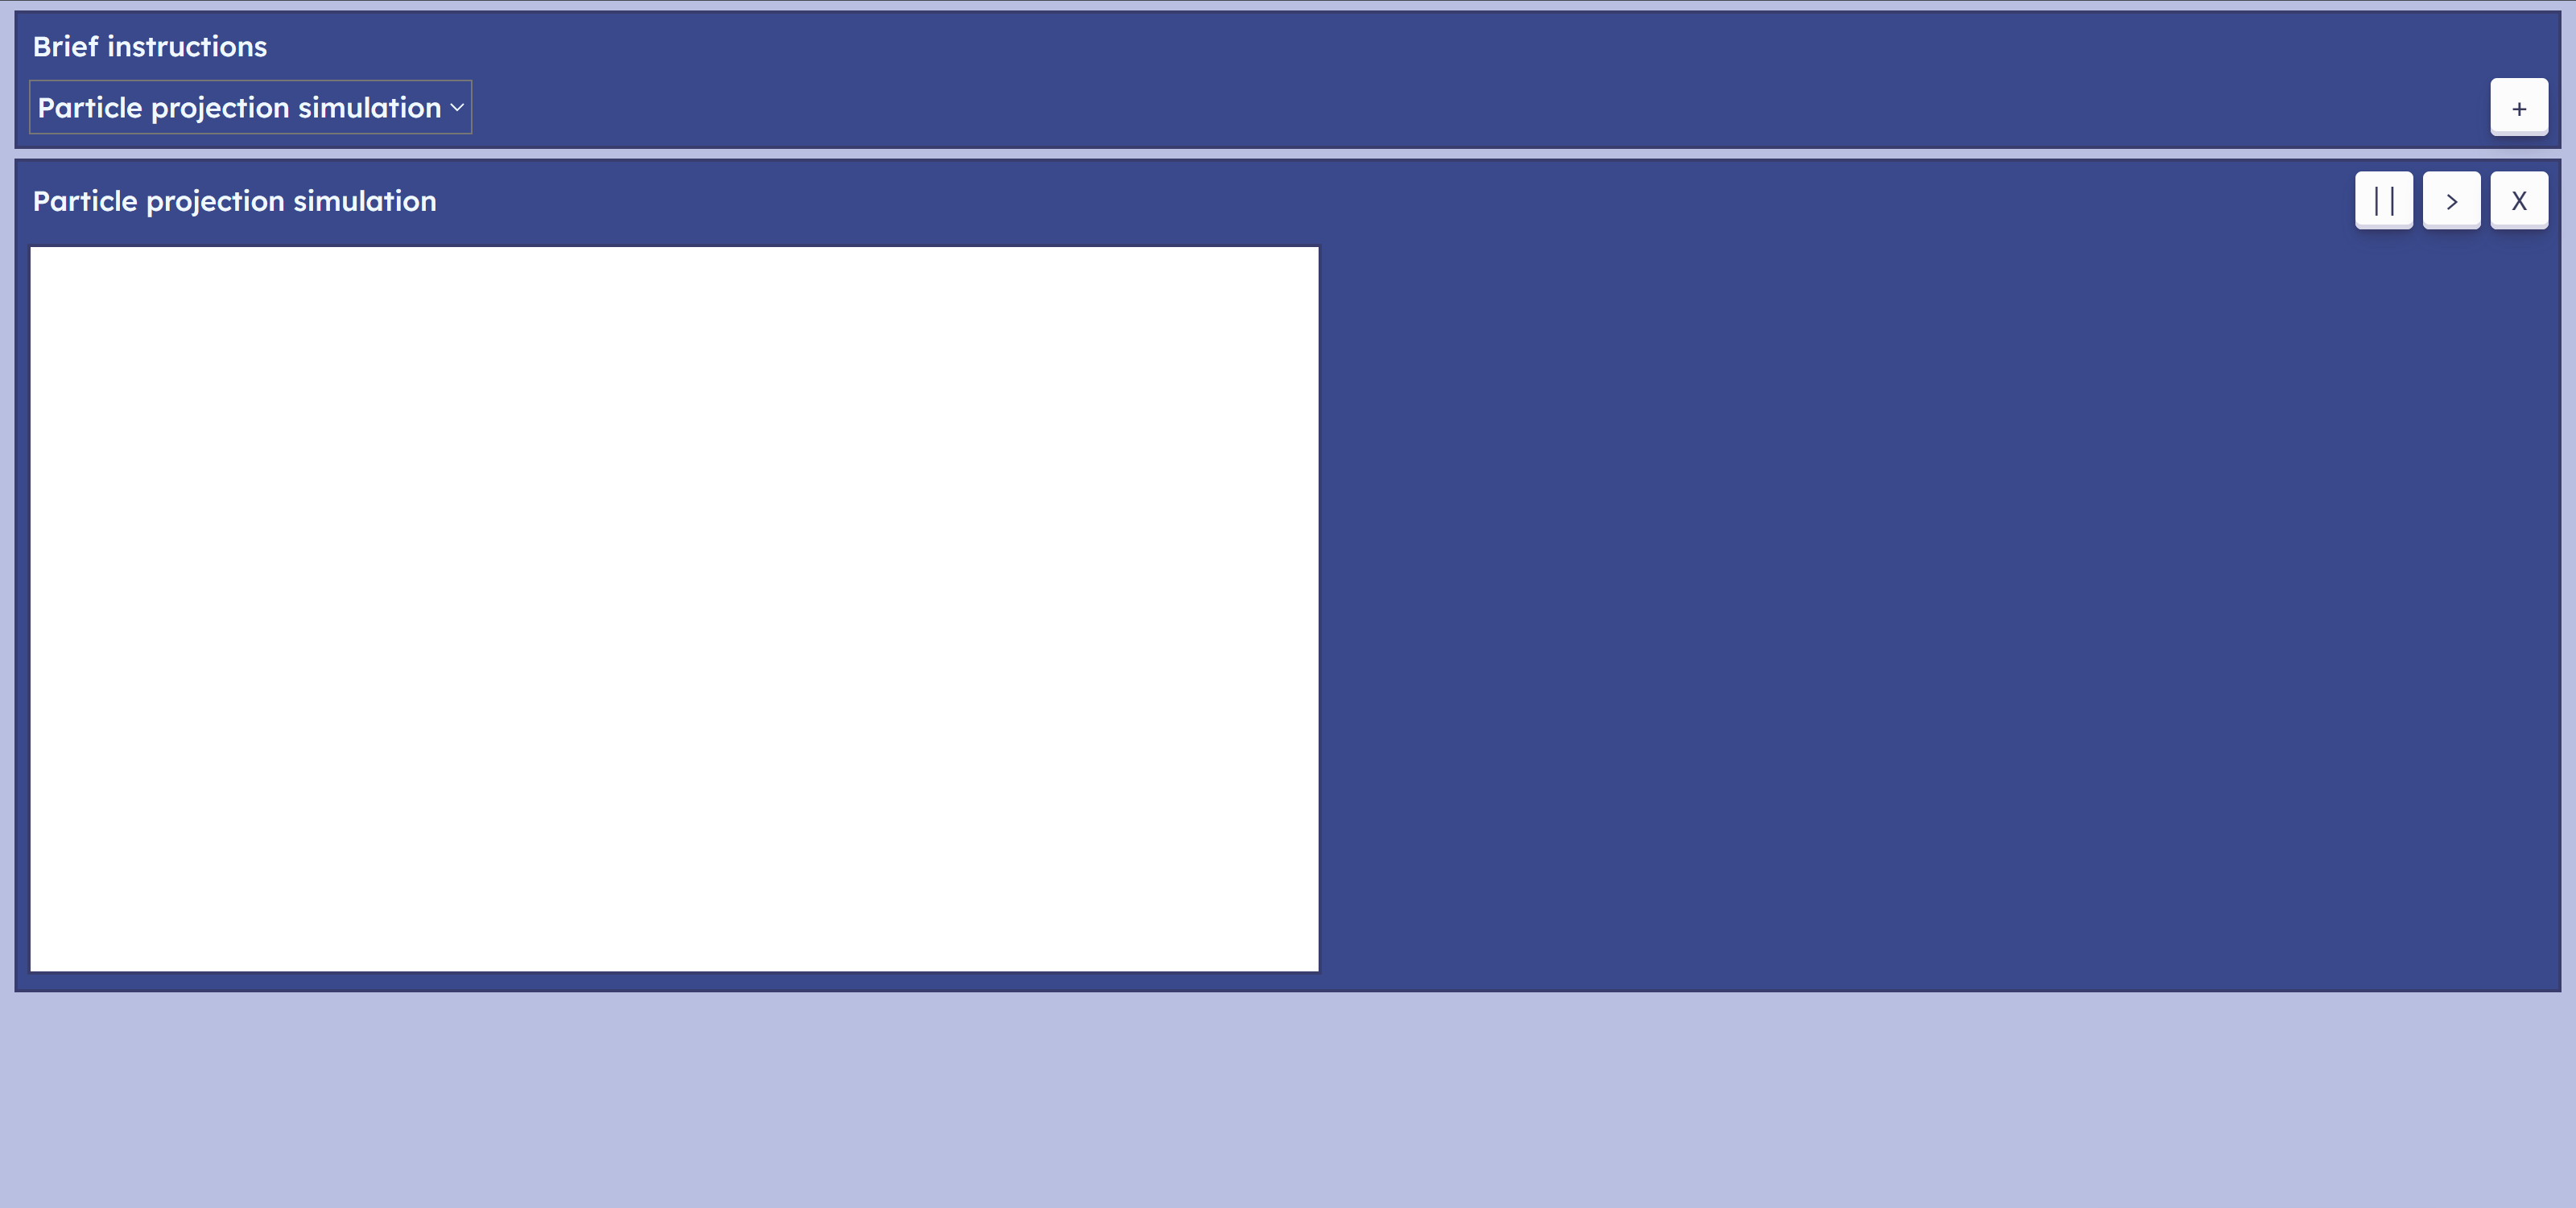 Brief instructions
Particle projection simulation
+
Particle projection simulation
|| > X